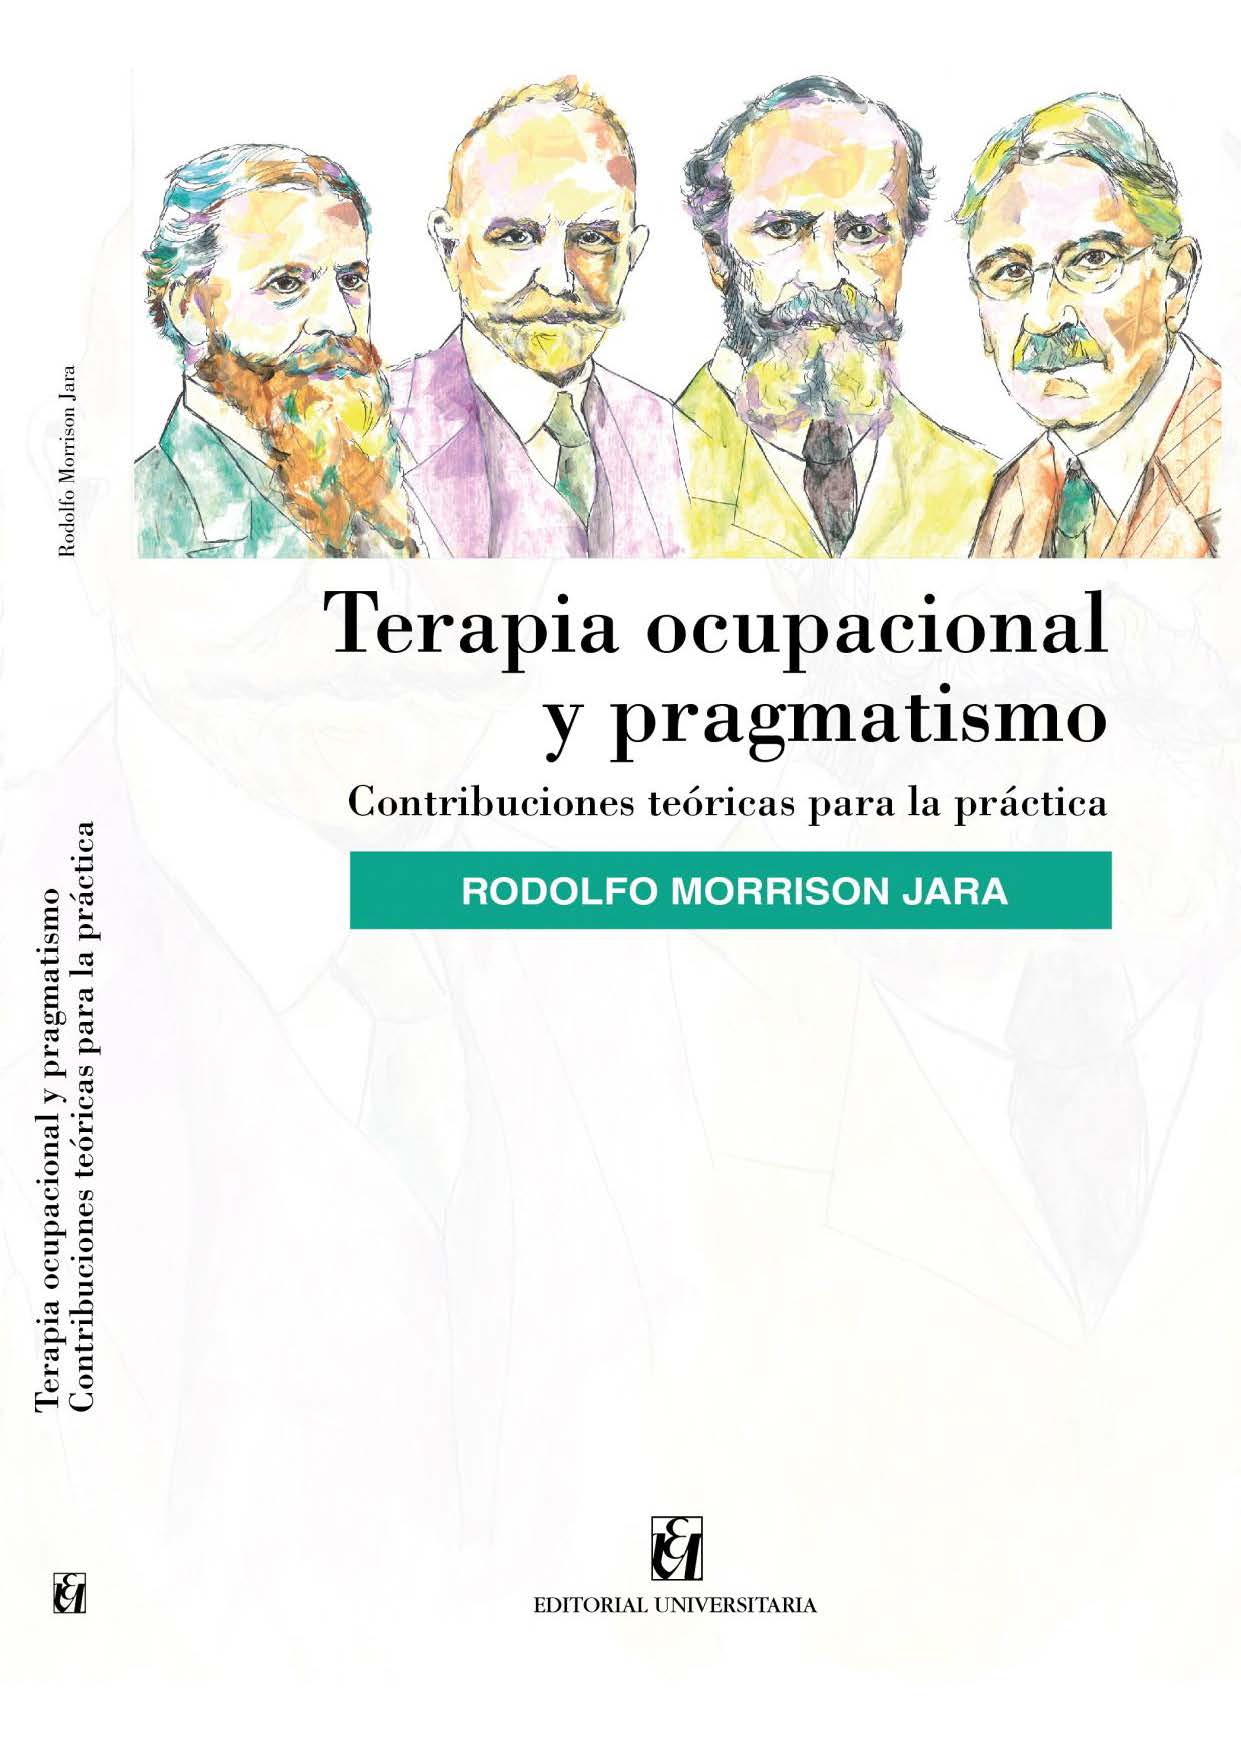 Terapia ocupacional
y pragmatismo
Contribuciones teóricas para la práctica
RODOLFO MORRISON JARA
EDITORIAL UNIVERSITARIA
Rodolfo Morrison Jara
Terapia ocupacional y pragmatismo
Contribuciones teóricas para la práctica